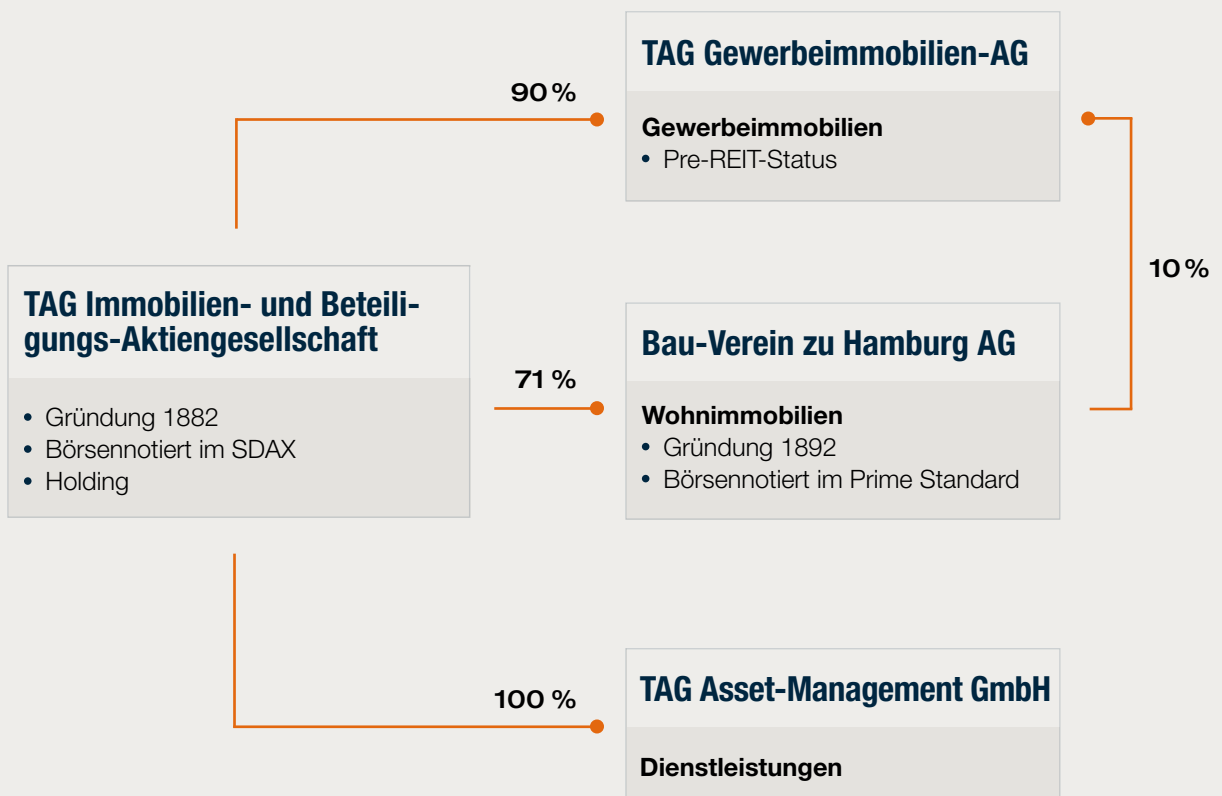 TAG Gewerbeimmobilien-AG
90 %
Gewerbeimmobilien
• Pre-REIT-Status
10 %
TAG Immobilien- und Beteili-
gungs-Aktiengesellschaft
• Gründung 1882
• Börsennotiert im SDAX
• Holding
71 %
Bau-Verein zu Hamburg AG
Wohnimmobilien
• Gründung 1892
• Börsennotiert im Prime Standard
100 %
TAG Asset-Management GmbH
Dienstleistungen